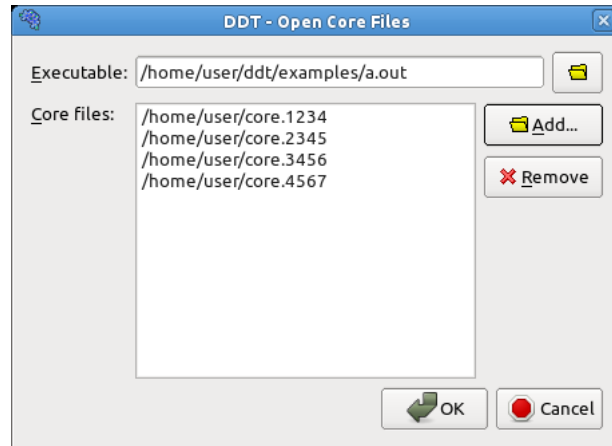 DDT - Open Core Files
Executable: /home/user/ddt/examples/a.out
Core files: /home/user/core.1234
/home/user/core.2345
/home/user/core.3456
/home/user/core.4567
Add...
Remove
OK Cancel